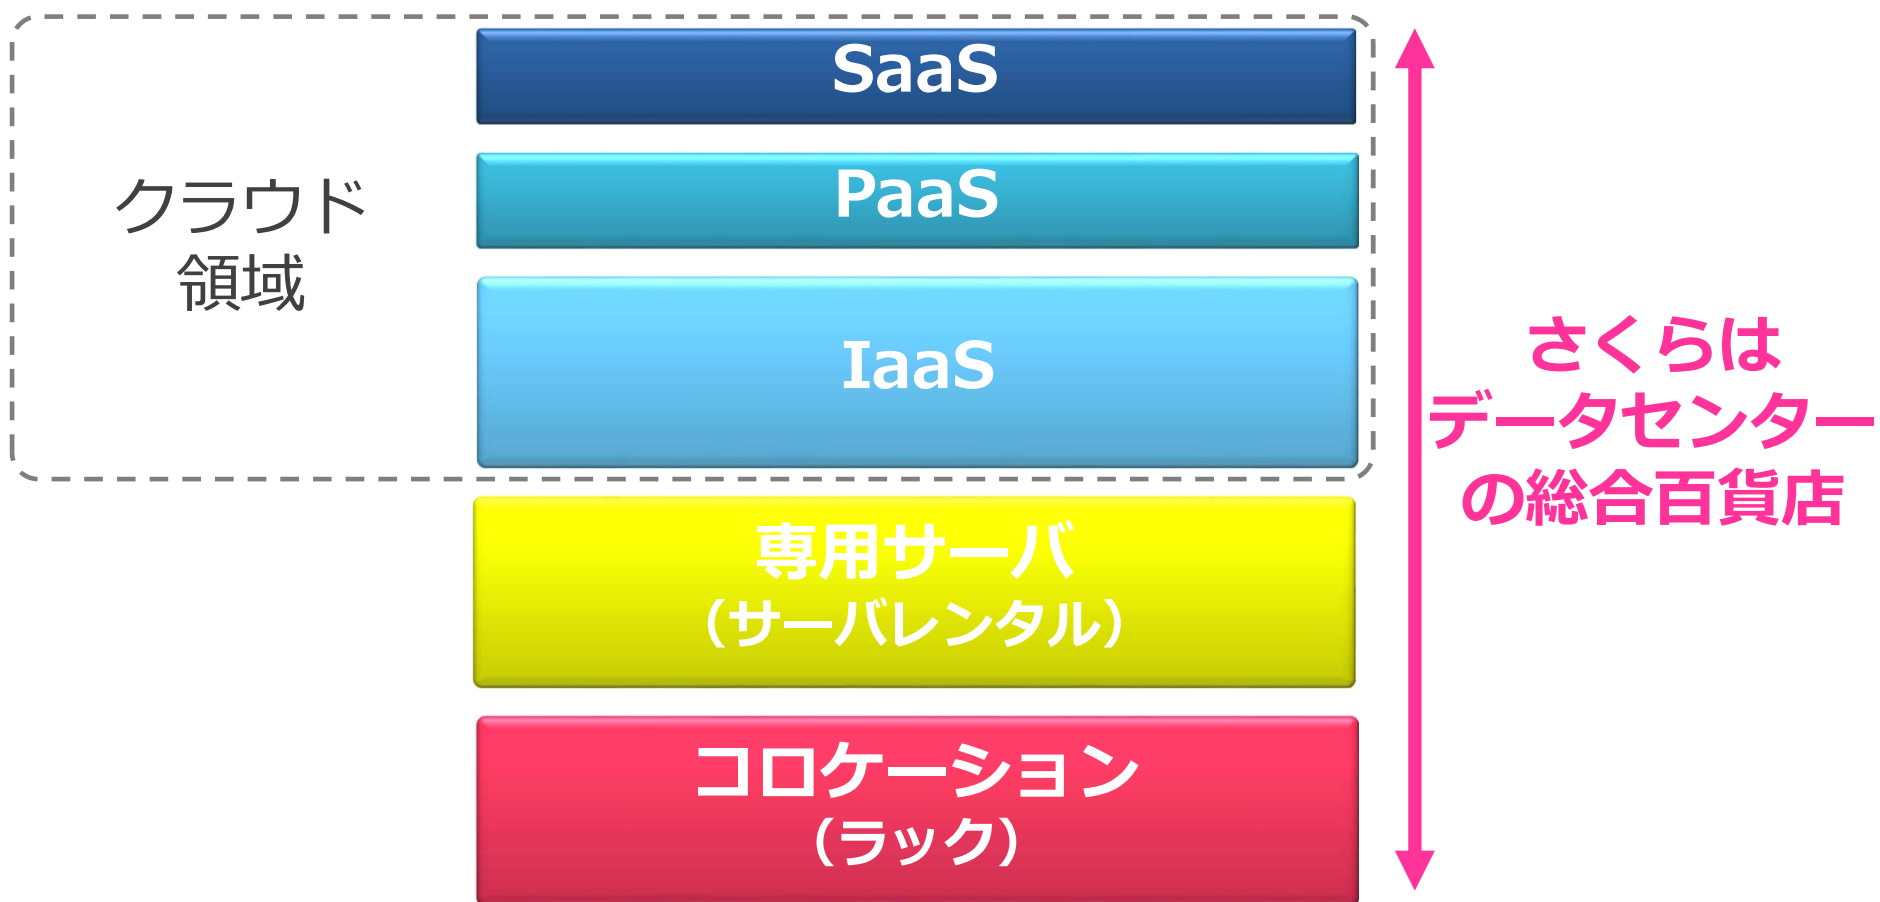 SaaS
PaaS
クラウド
領域
IaaS
さくらは
データセンター
の総合百貨店
専用サーバ
（サーバレンタル）
コロケーション
（ラック）